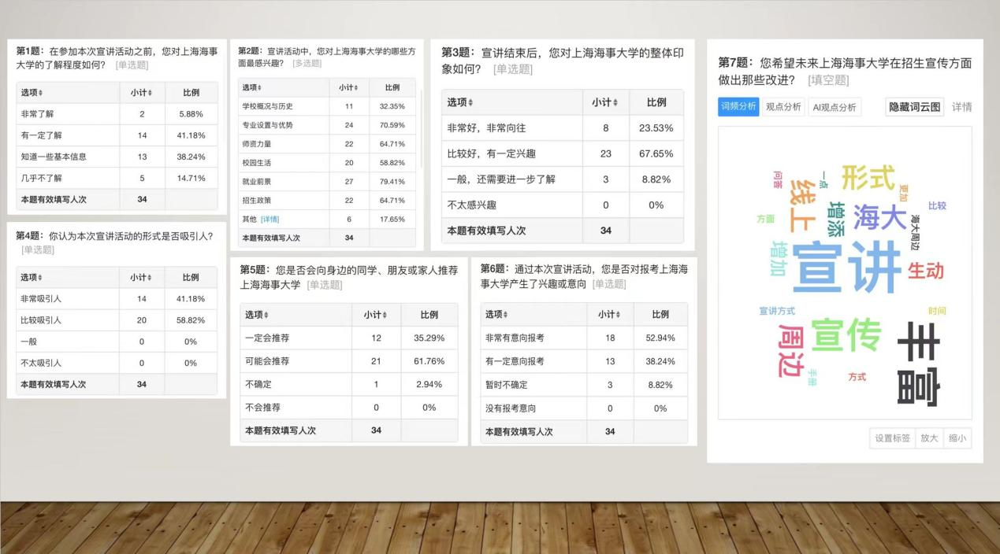 第1题：在参加本次宣讲活动之前，您对上海海事
大学的了解程度如何？ [单选题]
选项 小计 比例
非常了解 2 5.88%
有一定了解 14 41.18%
知道一些基本信息 13 38.24%
几乎不了解 5 14.71%
本题有效填写人次 34
第2题：宣讲活动中，您对上海海事大学的哪些方
面最感兴趣？ [多选题]
选项 小计 比例
学校概况与历史 11 32.35%
专业设置与优势 24 70.59%
师资力量 22 64.71%
校园生活 20 58.82%
就业前景 27 79.41%
招生政策 22 64.71%
其他 [详情] 6 17.65%
本题有效填写人次 34
第3题：宣讲结束后，您对上海海事大学的整体印
象如何？ [单选题]
选项 小计 比例
非常好，非常向往 8 23.53%
比较好，有一定兴趣 23 67.65%
一般，还需要进一步了解 3 8.82%
不太感兴趣 0 0%
本题有效填写人次 34
第4题：你认为本次宣讲活动的形式是否吸引人？
[单选题]
选项 小计 比例
非常吸引人 14 41.18%
比较吸引人 20 58.82%
一般 0 0%
不太吸引人 0 0%
本题有效填写人次 34
第5题：您是否会向身边的同学、朋友或家人推荐
上海海事大学 [单选题]
选项 小计 比例
一定会推荐 12 35.29%
可能会推荐 21 61.76%
不确定 1 2.94%
不会推荐 0 0%
本题有效填写人次 34
第6题：通过本次宣讲活动，您是否对报考上海海
事大学产生了兴趣或意向 [单选题]
选项 小计 比例
非常有意向报考 18 52.94%
有一定意向报考 13 38.24%
暂时不确定 3 8.82%
没有报考意向 0 0%
本题有效填写人次 34
第7题：您希望未来上海海事大学在招生宣传方面
做出那些改进？ [填空题]
词频分析 观点分析 AI观点分析 隐藏词云图 详情
问答
线上
一点
形式
更加
比较
方面
增添
海大
海大周边
增加
宣讲
生动
宣讲方式
时间
周边
宣传
丰富
手册
方式
设置标签 放大 缩小